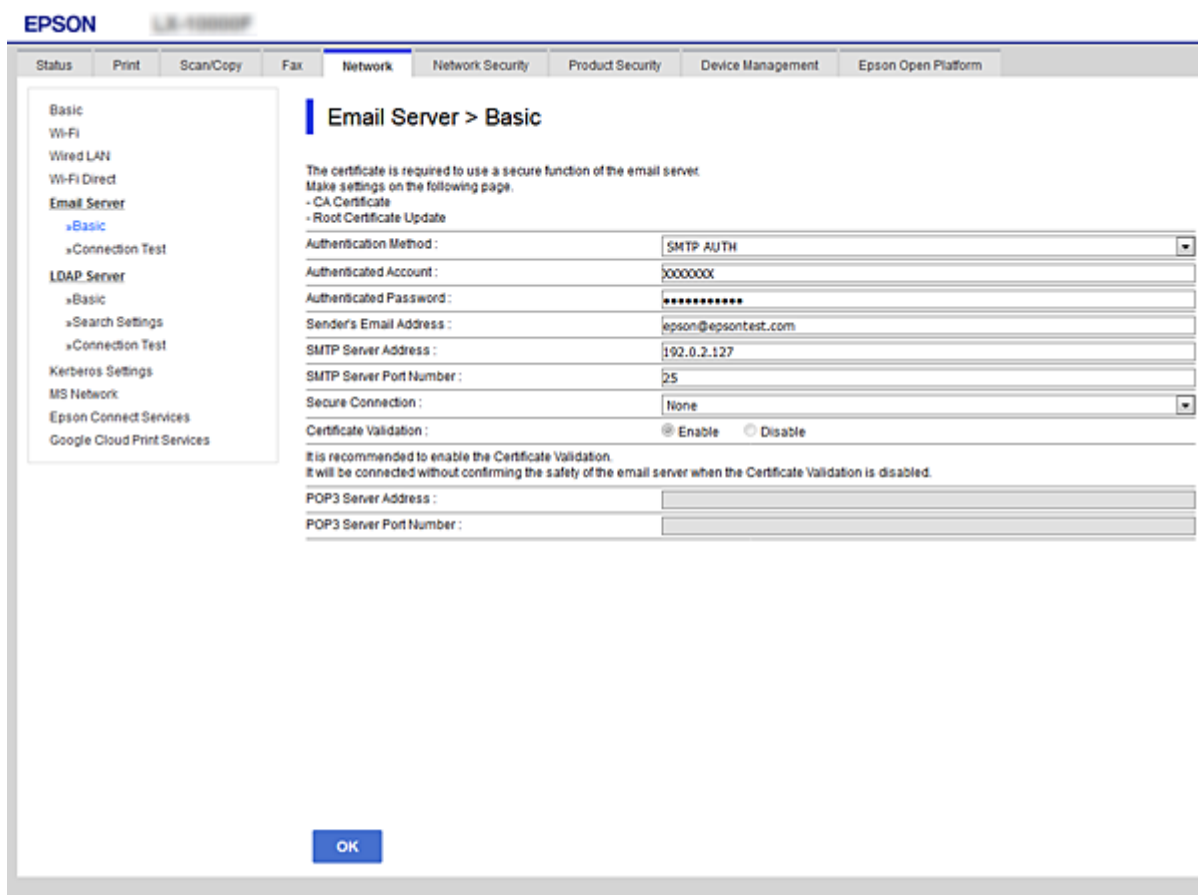 EPSON
Status Print Scan/Copy Fax Network Network Security Product Security Device Management Epson Open Platform
Basic
Wi-Fi
Wired LAN
Wi-Fi Direct
Email Server
»Basic
»Connection Test
LDAP Server
»Basic
»Search Settings
»Connection Test
Kerberos Settings
MS Network
Epson Connect Services
Google Cloud Print Services
Email Server > Basic
The certificate is required to use a secure function of the email server.
Make settings on the following page.
- CA Certificate
- Root Certificate Update
Authentication Method : SMTP AUTH
Authenticated Account : XXXXXXX
Authenticated Password : •••••••••••
Sender's Email Address : epson@epsontest.com
SMTP Server Address : 192.0.2.127
SMTP Server Port Number : 25
Secure Connection : None
Certificate Validation : Enable Disable
It is recommended to enable the Certificate Validation.
It will be connected without confirming the safety of the email server when the Certificate Validation is disabled.
POP3 Server Address :
POP3 Server Port Number :
OK